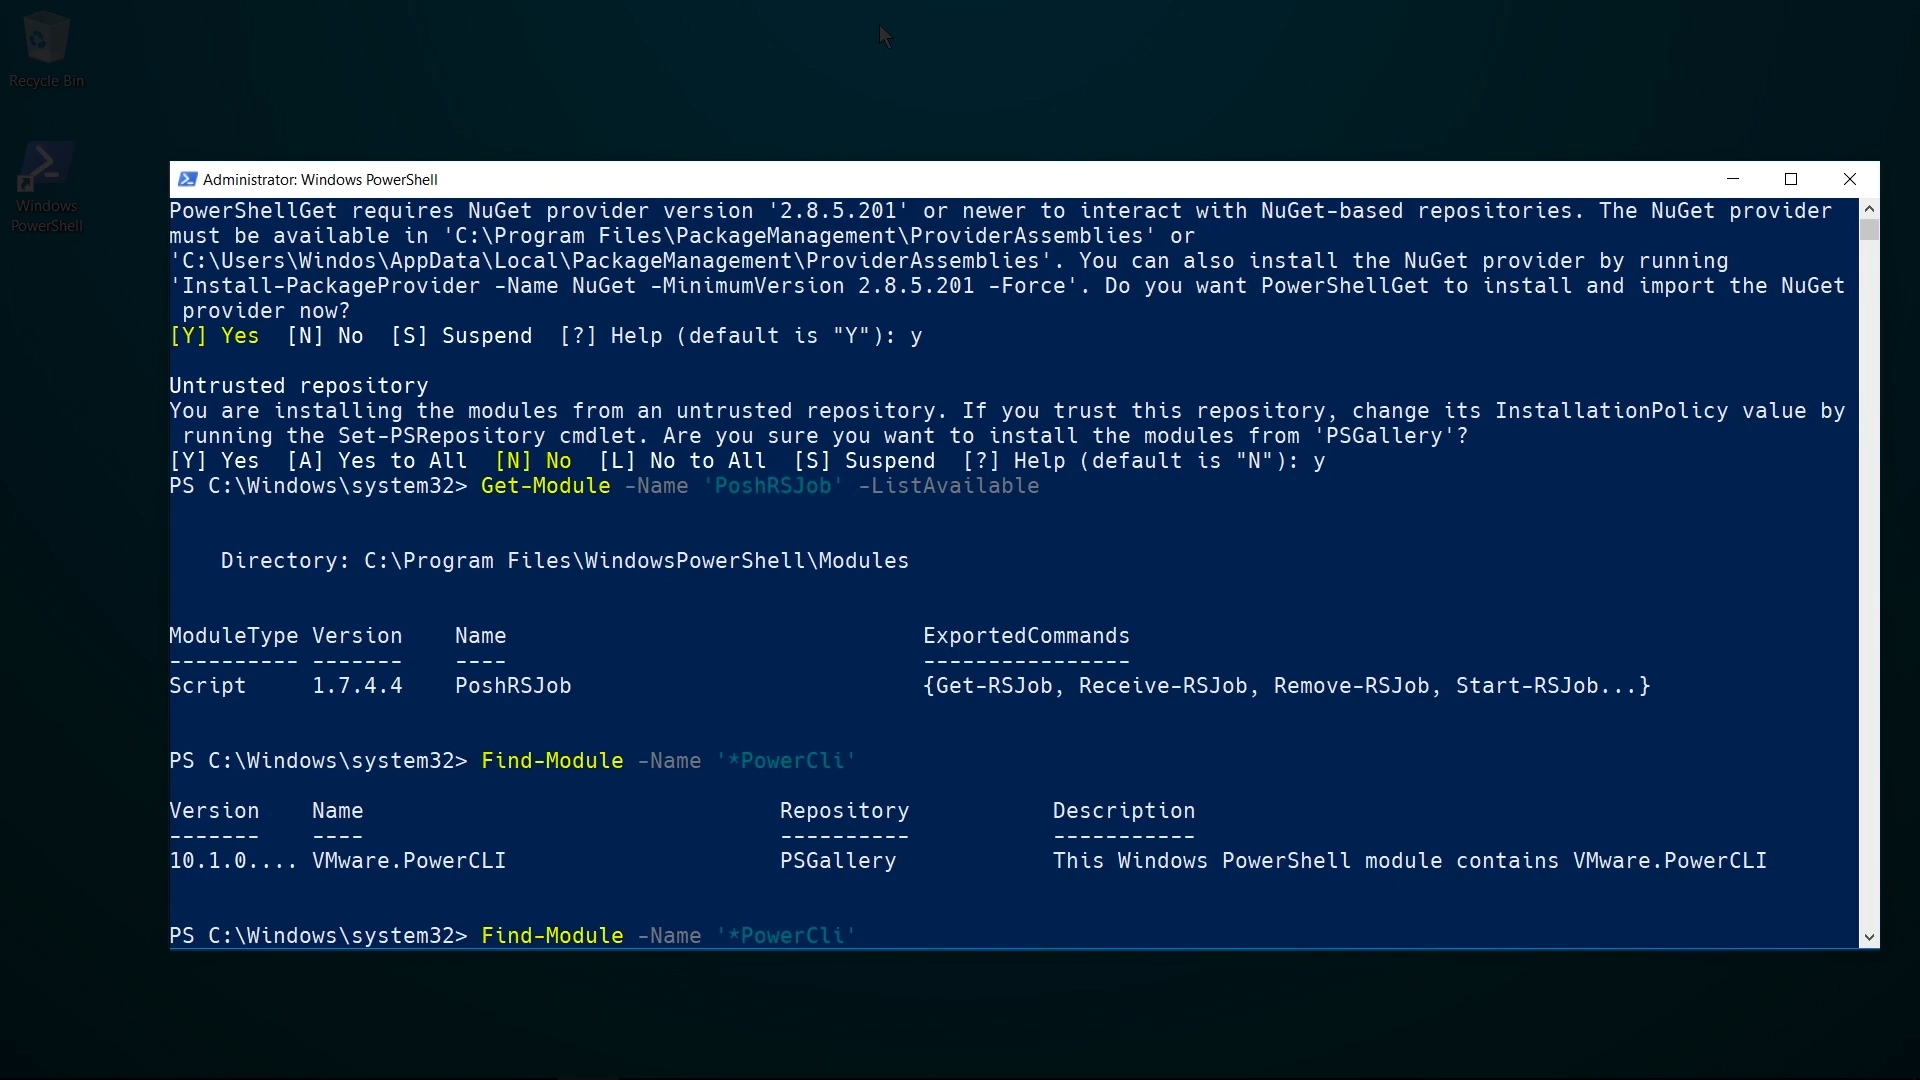 Recycle Bin
Windows
PowerShell
Administrator: Windows PowerShell
PowerShellGet requires NuGet provider version '2.8.5.201' or newer to interact with NuGet-based repositories. The NuGet provider
must be available in 'C:\Program Files\PackageManagement\ProviderAssemblies' or
'C:\Users\Windos\AppData\Local\PackageManagement\ProviderAssemblies'. You can also install the NuGet provider by running
'Install-PackageProvider -Name NuGet -MinimumVersion 2.8.5.201 -Force'. Do you want PowerShellGet to install and import the NuGet
 provider now?
[Y] Yes  [N] No  [S] Suspend  [?] Help (default is "Y"): y
Untrusted repository
You are installing the modules from an untrusted repository. If you trust this repository, change its InstallationPolicy value by
 running the Set-PSRepository cmdlet. Are you sure you want to install the modules from 'PSGallery'?
[Y] Yes  [A] Yes to All  [N] No  [L] No to All  [S] Suspend  [?] Help (default is "N"): y
PS C:\Windows\system32> Get-Module -Name 'PoshRSJob' -ListAvailable
    Directory: C:\Program Files\WindowsPowerShell\Modules
ModuleType Version    Name                                ExportedCommands
---------- -------    ----                                ----------------
Script     1.7.4.4    PoshRSJob                           {Get-RSJob, Receive-RSJob, Remove-RSJob, Start-RSJob...}
PS C:\Windows\system32> Find-Module -Name '*PowerCli'
Version    Name                                Repository           Description
-------    ----                                ----------           -----------
10.1.0.... VMware.PowerCLI                     PSGallery            This Windows PowerShell module contains VMware.PowerCLI
PS C:\Windows\system32> Find-Module -Name '*PowerCli'